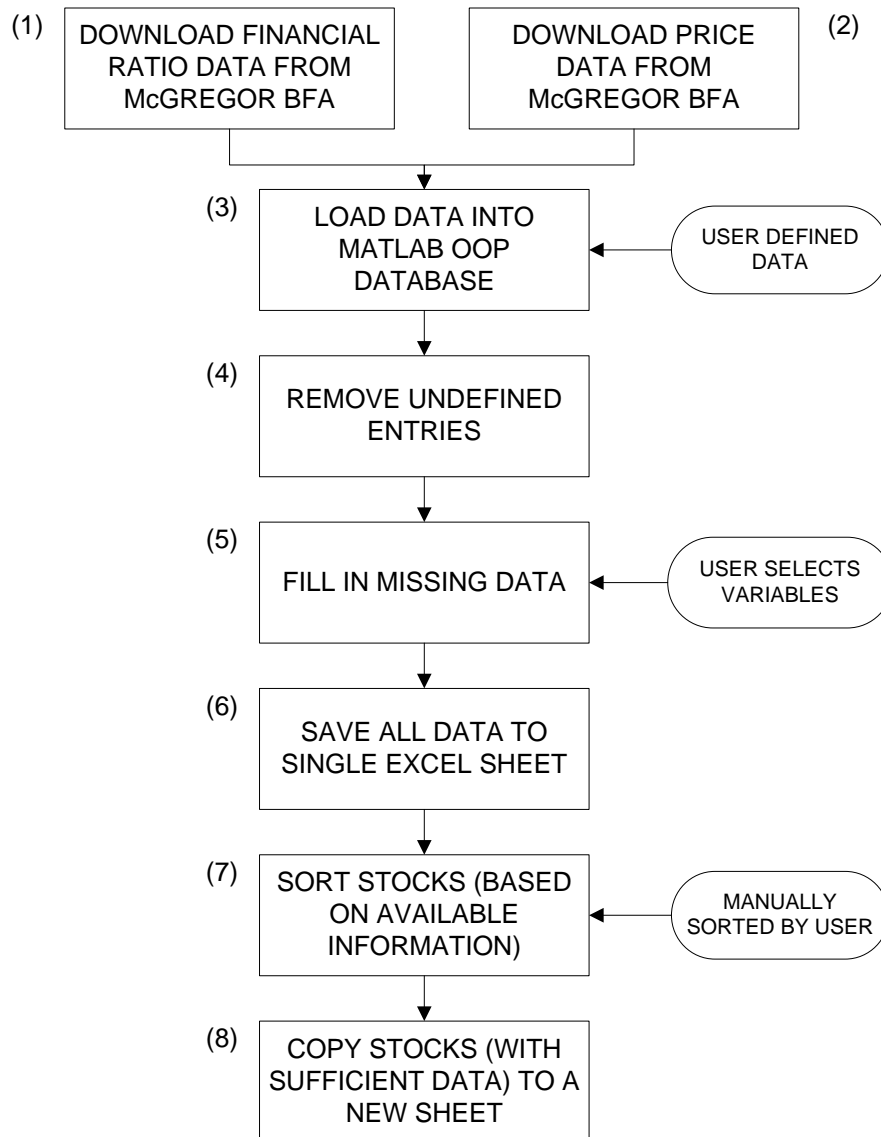 (1)
DOWNLOAD FINANCIAL
RATIO DATA FROM
McGREGOR BFA
DOWNLOAD PRICE
DATA FROM
McGREGOR BFA
(2)
(3)
LOAD DATA INTO
MATLAB OOP
DATABASE
USER DEFINED
DATA
(4)
REMOVE UNDEFINED
ENTRIES
(5)
FILL IN MISSING DATA
USER SELECTS
VARIABLES
(6)
SAVE ALL DATA TO
SINGLE EXCEL SHEET
(7)
SORT STOCKS (BASED
ON AVAILABLE
INFORMATION)
MANUALLY
SORTED BY USER
(8)
COPY STOCKS (WITH
SUFFICIENT DATA) TO A
NEW SHEET